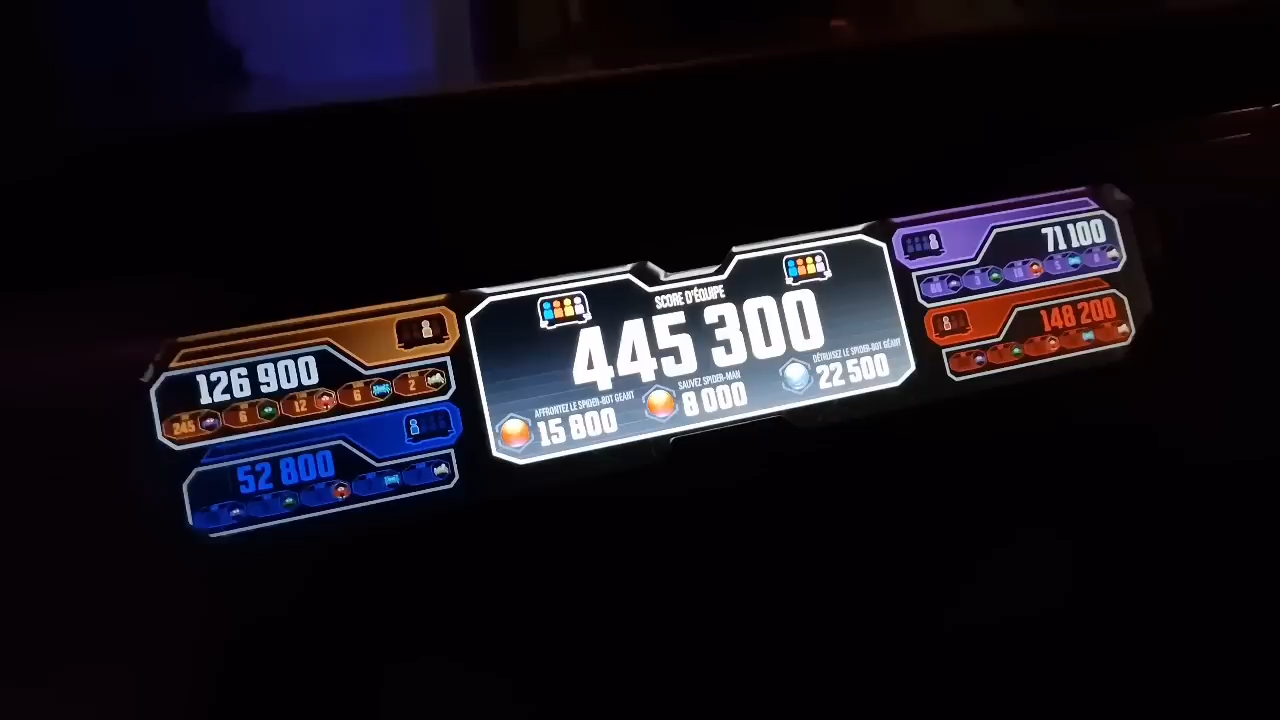 126 900
245 6 12 6 2
52 800
SCORE D'ÉQUIPE
445 300
AFFRONTEZ LE SPIDER-BOT GÉANT
15 800
SAUVEZ SPIDER-MAN
8 000
DÉTRUISEZ LE SPIDER-BOT GÉANT
22 500
71 100
148 200